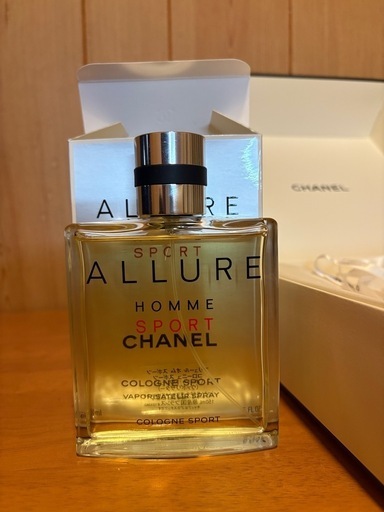 CHANEL
ALLURE
SPORT
ALLURE
HOMME
SPORT
CHANEL
COLOGNE SPORT
VAPORISATEUR SPRAY
COLOGNE SPORT